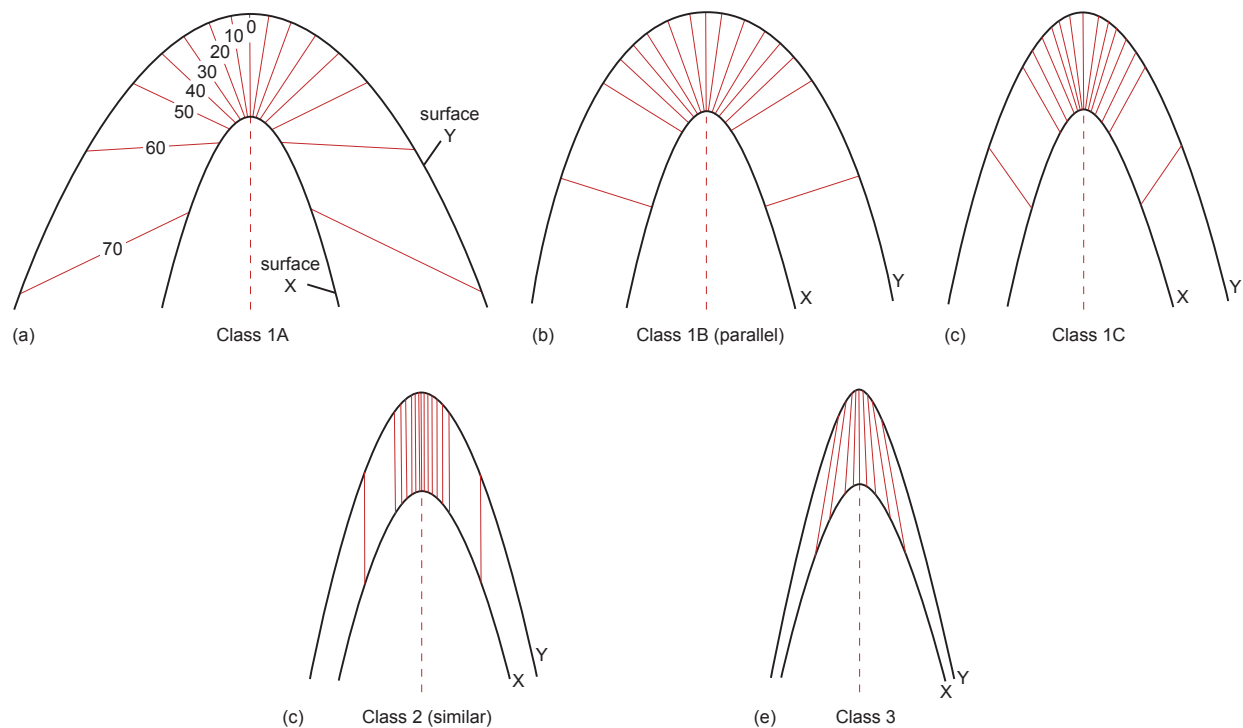 0
10
20
30
40
50
60
70
surface
Y
surface
X
(a) Class 1A
X
Y
(b) Class 1B (parallel)
X
Y
(c) Class 1C
X
Y
(c) Class 2 (similar)
X
Y
(e) Class 3